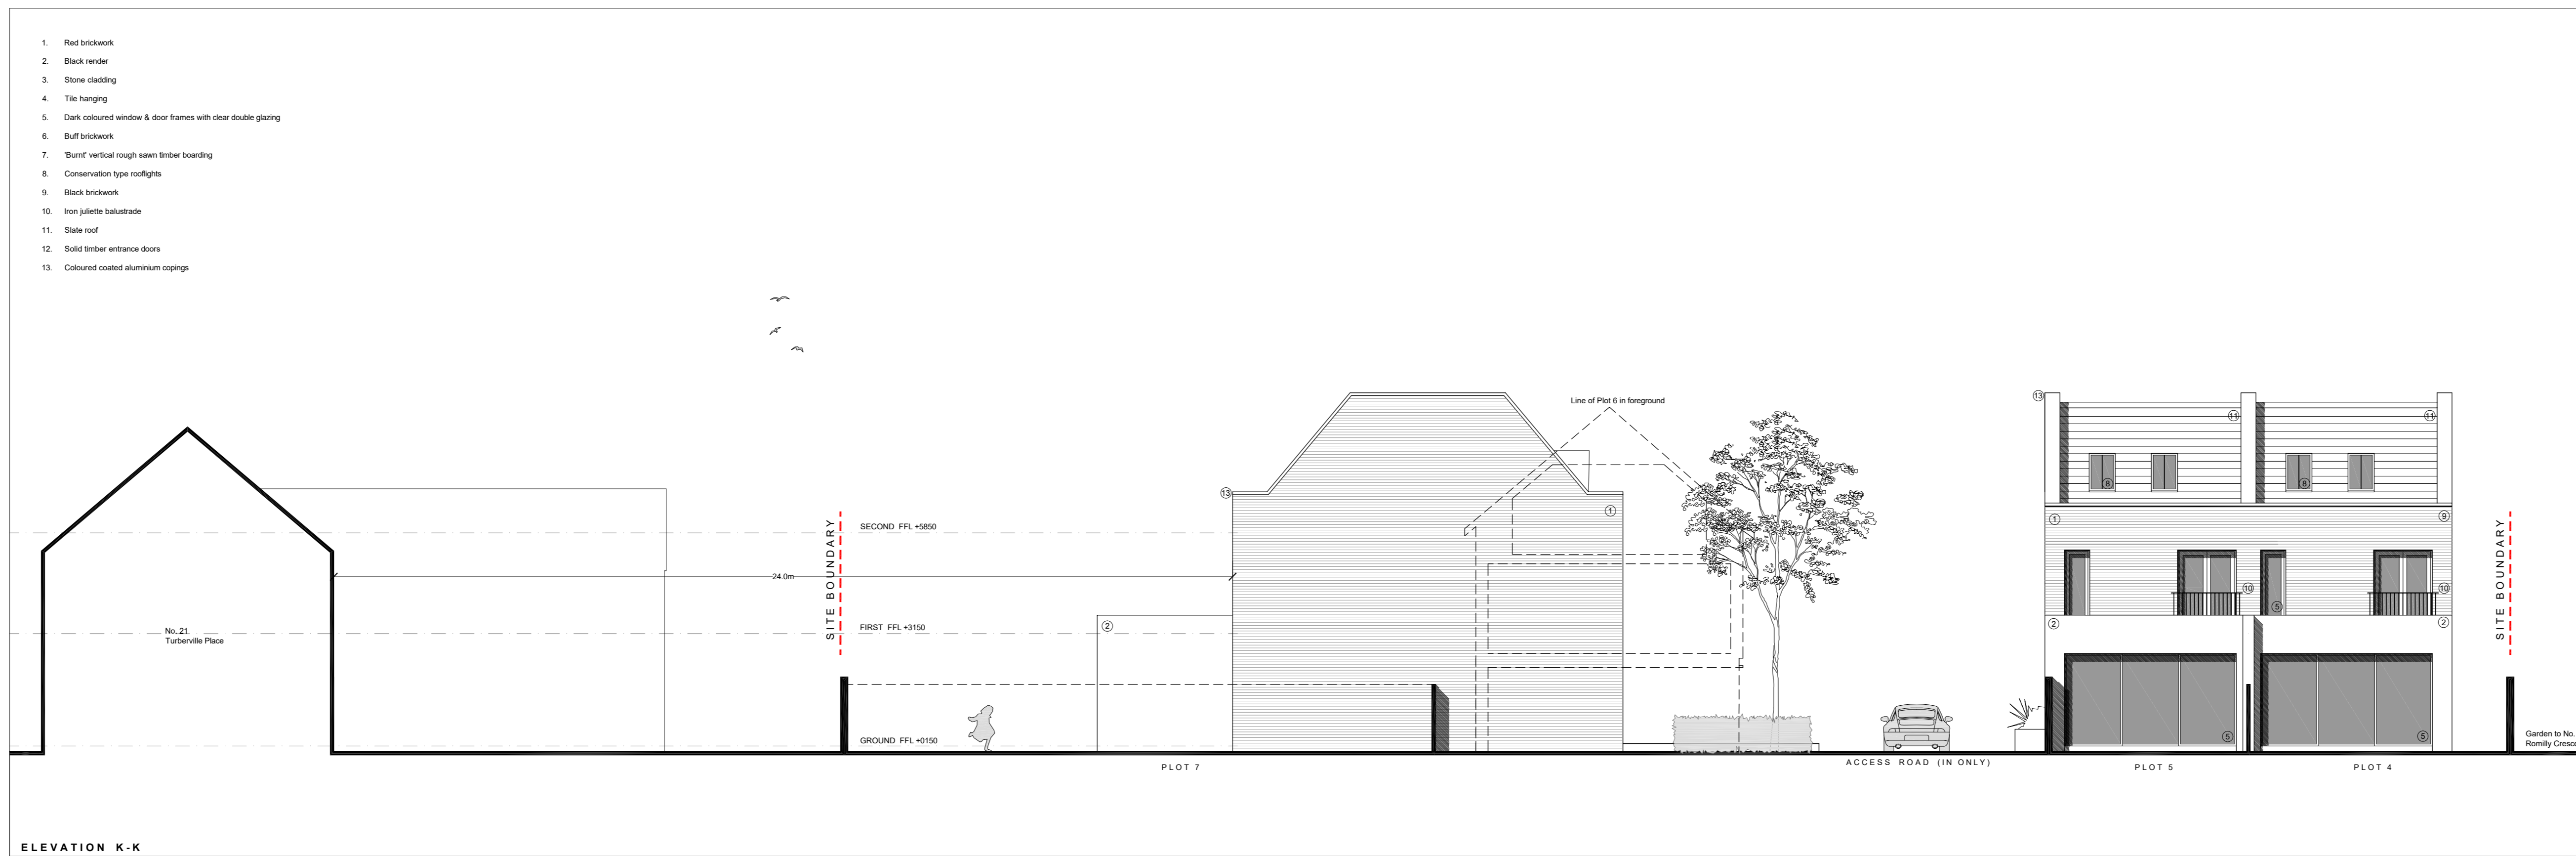 1. Red brickwork
2. Black render
3. Stone cladding
4. Tile hanging
5. Dark coloured window & door frames with clear double glazing
6. Buff brickwork
7. 'Burnt' vertical rough sawn timber boarding
8. Conservation type rooflights
9. Black brickwork
10. Iron juliette balustrade
11. Slate roof
12. Solid timber entrance doors
13. Coloured coated aluminium copings
Line of Plot 6 in foreground
13
11
11
13
8
8
1
1
9
SECOND FFL +5850
SITE BOUNDARY
SITE BOUNDARY
24.0m
10
10
5
No. 21
Turberville Place
FIRST FFL +3150
2
2
2
GROUND FFL +0150
5
5
Garden to No.
Romilly Cresc
PLOT 7
ACCESS ROAD (IN ONLY)
PLOT 5
PLOT 4
ELEVATION K-K